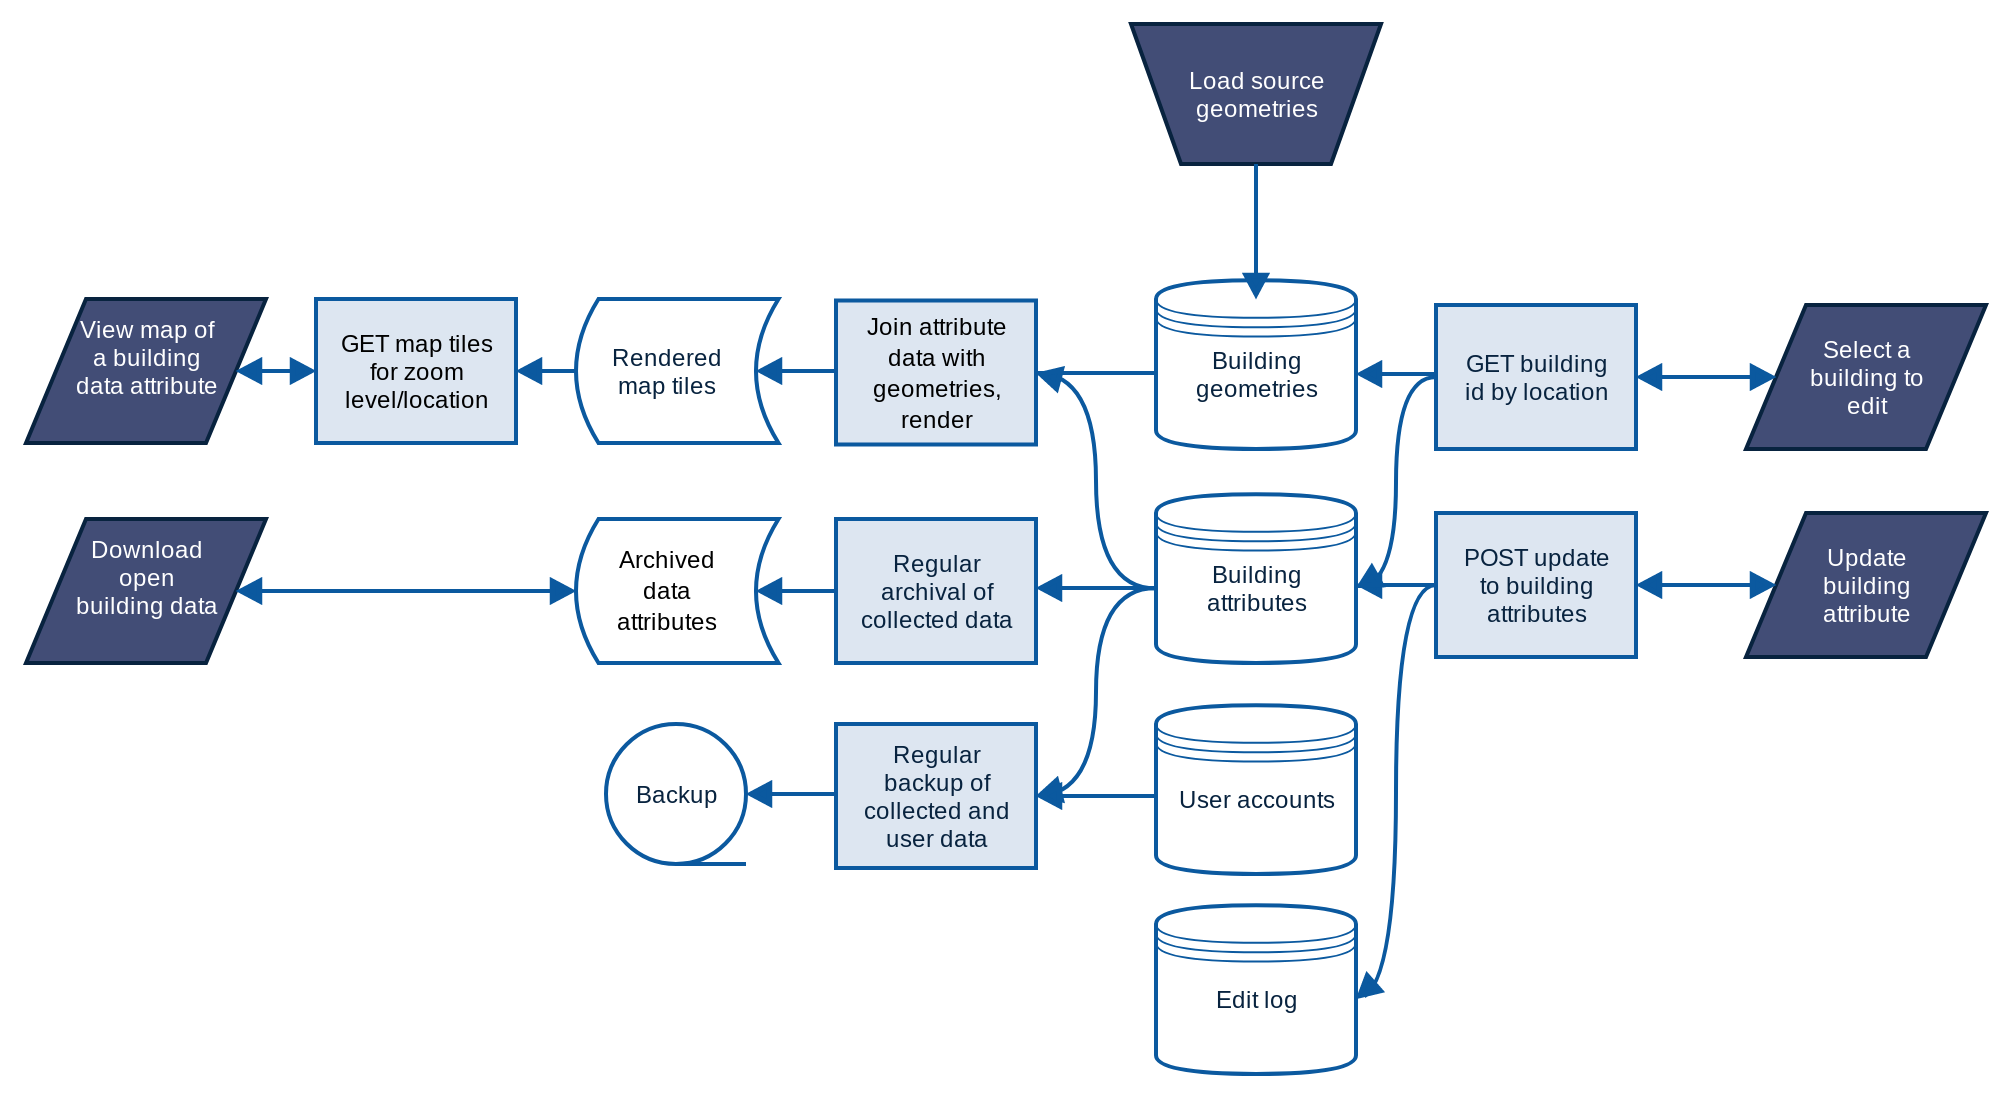 Load source
geometries
View map of
a building
data attribute
GET map tiles
for zoom
level/location
Rendered
map tiles
Join attribute
data with
geometries,
render
Building
geometries
GET building
id by location
Select a
building to
edit
Download
open
building data
Archived
data
attributes
Regular
archival of
collected data
Building
attributes
POST update
to building
attributes
Update
building
attribute
Backup
Regular
backup of
collected and
user data
User accounts
Edit log